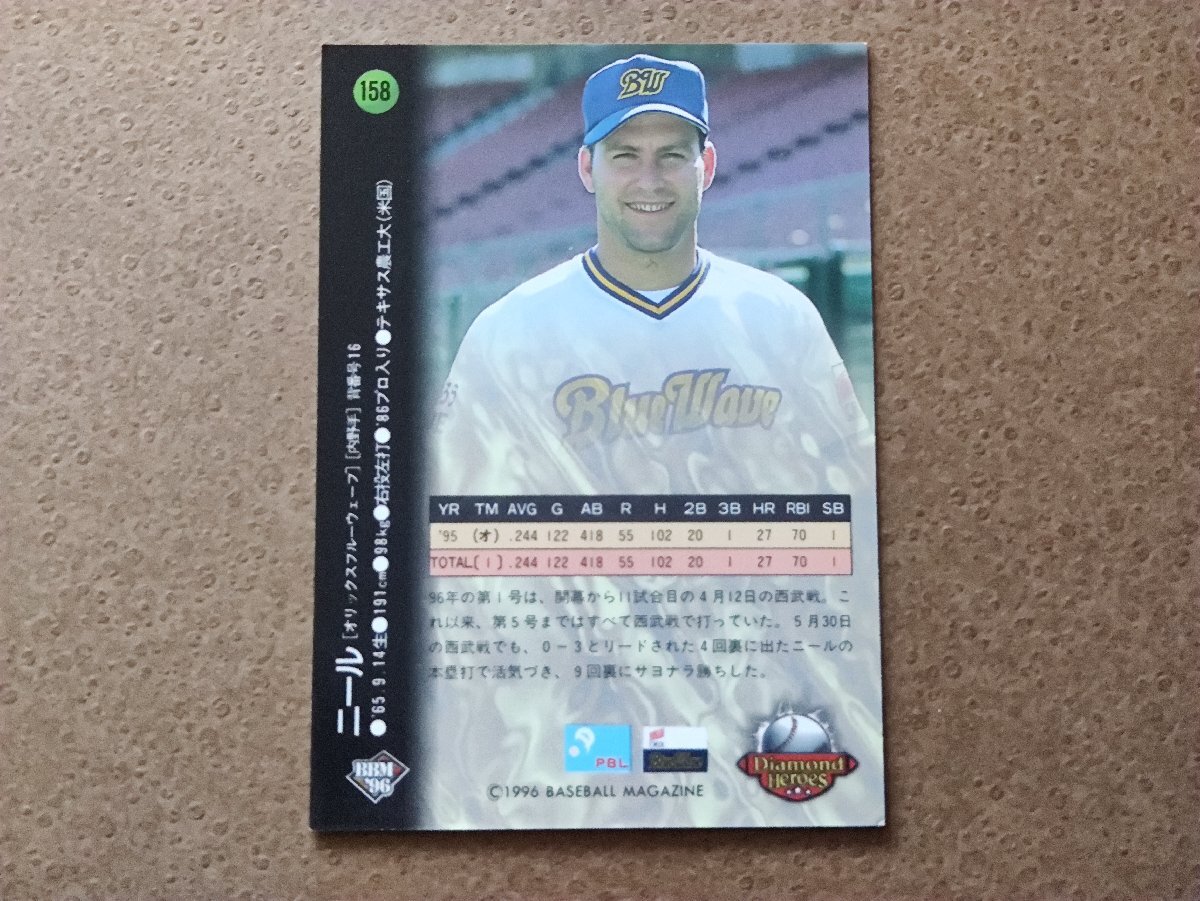 158
ニール [オリックスブルーウェーブ] [内野手] 背番号16
●'65.9.14生●191cm●98kg●右投左打●'86プロ入り●テキサス農工大(米国)
BBM
'96
BW
BlueWave
YR TM AVG G AB R H 2B 3B HR RBI SB
'95 (オ) .244 122 418 55 102 20 1 27 70 1
TOTAL(1) .244 122 418 55 102 20 1 27 70 1
96年の第1号は、開幕から11試合目の4月12日の西武戦。こ
れ以来、第5号まではすべて西武戦で打っていた。5月30日
の西武戦でも、0−3とリードされた4回裏に出たニールの
本塁打で活気づき、9回裏にサヨナラ勝ちした。
PBL
Diamond
Heroes
©1996 BASEBALL MAGAZINE